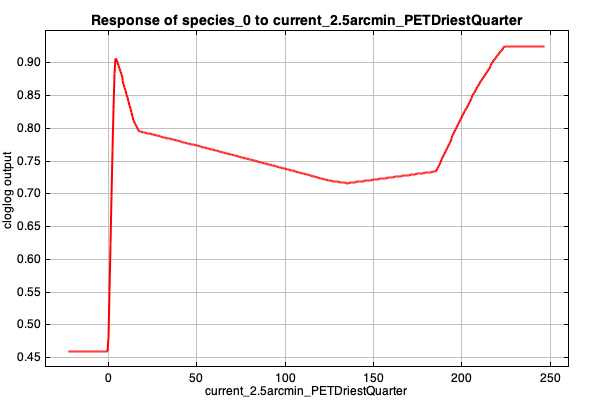 Response of species_0 to current_2.5arcmin_PETDriestQuarter
cloglog output
0.90
0.85
0.80
0.75
0.70
0.65
0.60
0.55
0.50
0.45
0 50 100 150 200 250
current_2.5arcmin_PETDriestQuarter